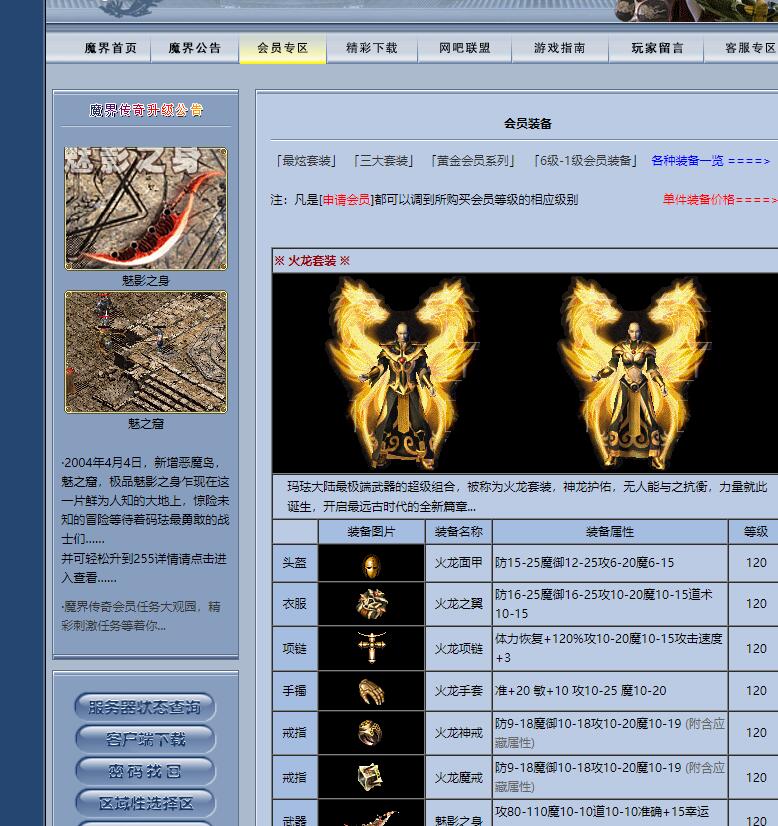 魔界首页 魔界公告 会员专区 精彩下载 网吧联盟 游戏指南 玩家留言 客服专区
魔界传奇升级公告
魅影之身
魅影之身
魅之窟
·2004年4月4日，新增恶魔岛，
魅之窟，极品魅影之身乍现在这
一片鲜为人知的大地上，惊险未
知的冒险等待着码珐最勇敢的战
士们......
并可轻松升到255详情请点击进
入查看......
·魔界传奇会员任务大观园，精
彩刺激任务等着你...
服务器状态查询
客户端下载
密码找回
区域性选择区
会员装备
「最炫套装」 「三大套装」 「黄金会员系列」 「6级-1级会员装备」 各种装备一览 ====>
注：凡是[申请会员]都可以调到所购买会员等级的相应级别 单件装备价格====>
※ 火龙套装 ※
玛珐大陆最极端武器的超级组合，被称为火龙套装，神龙护佑，无人能与之抗衡，力量就此
诞生，开启最远古时代的全新篇章...
装备图片 装备名称 装备属性 等级
头盔 火龙面甲 防15-25魔御12-25攻6-20魔6-15 120
衣服 火龙之翼 防16-25魔御16-25攻10-20魔10-15道术
10-15 120
项链 火龙项链 体力恢复+120%攻10-20魔10-15攻击速度
+3 120
手镯 火龙手套 准+20 敏+10 攻10-25 魔10-20 120
戒指 火龙神戒 防9-18魔御10-18攻10-20魔10-19 (附含应
藏属性) 120
戒指 火龙魔戒 防9-18魔御10-18攻10-20魔10-19 (附含应
藏属性) 120
武器 魅影之身 攻80-110魔10-10道10-10准确+15幸运 120